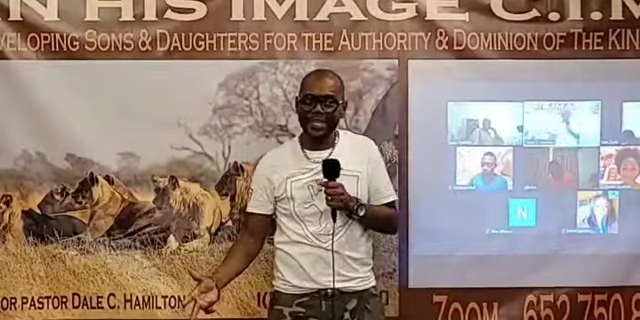 IN HIS IMAGE C.I.M
VELOPING SONS & DAUGHTERS FOR THE AUTHORITY & DOMINION OF THE KIN
N
OR PASTOR DALE C. HAMILTON
ZOOM 652 750